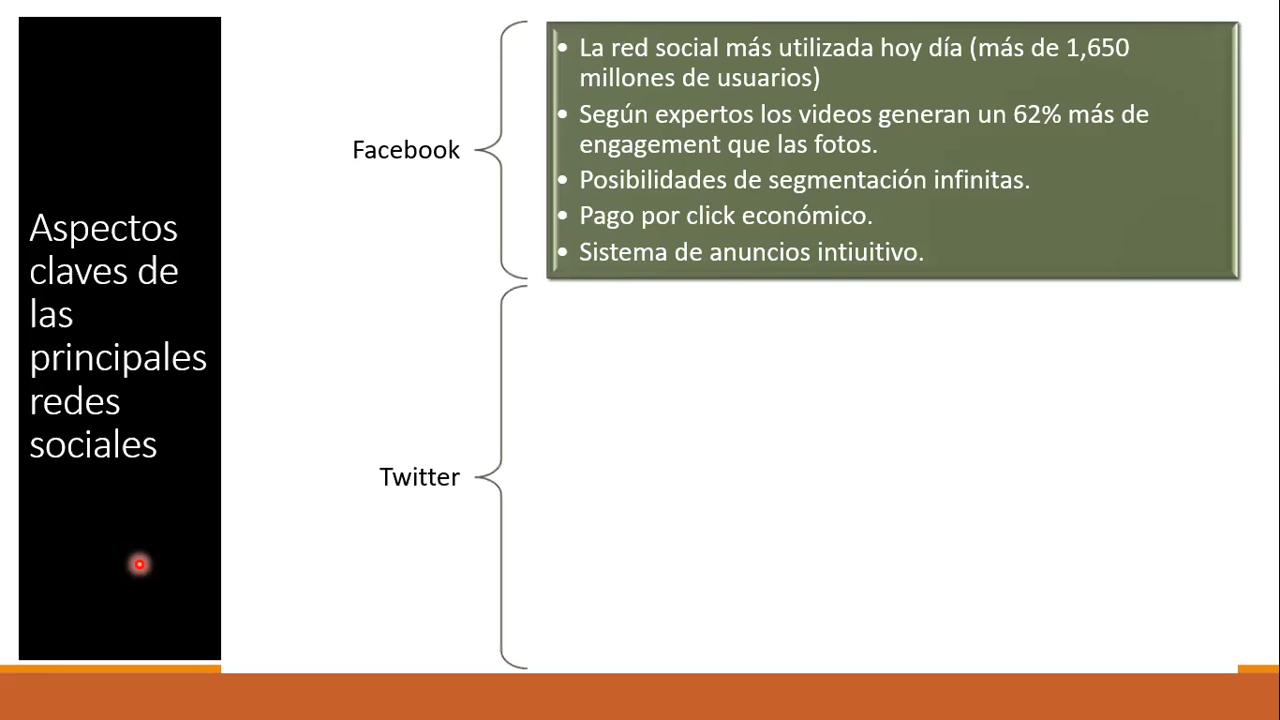 Aspectos
claves de
las
principales
redes
sociales
Facebook
• La red social más utilizada hoy día (más de 1,650
millones de usuarios)
• Según expertos los videos generan un 62% más de
engagement que las fotos.
• Posibilidades de segmentación infinitas.
• Pago por click económico.
• Sistema de anuncios intiuitivo.
Twitter